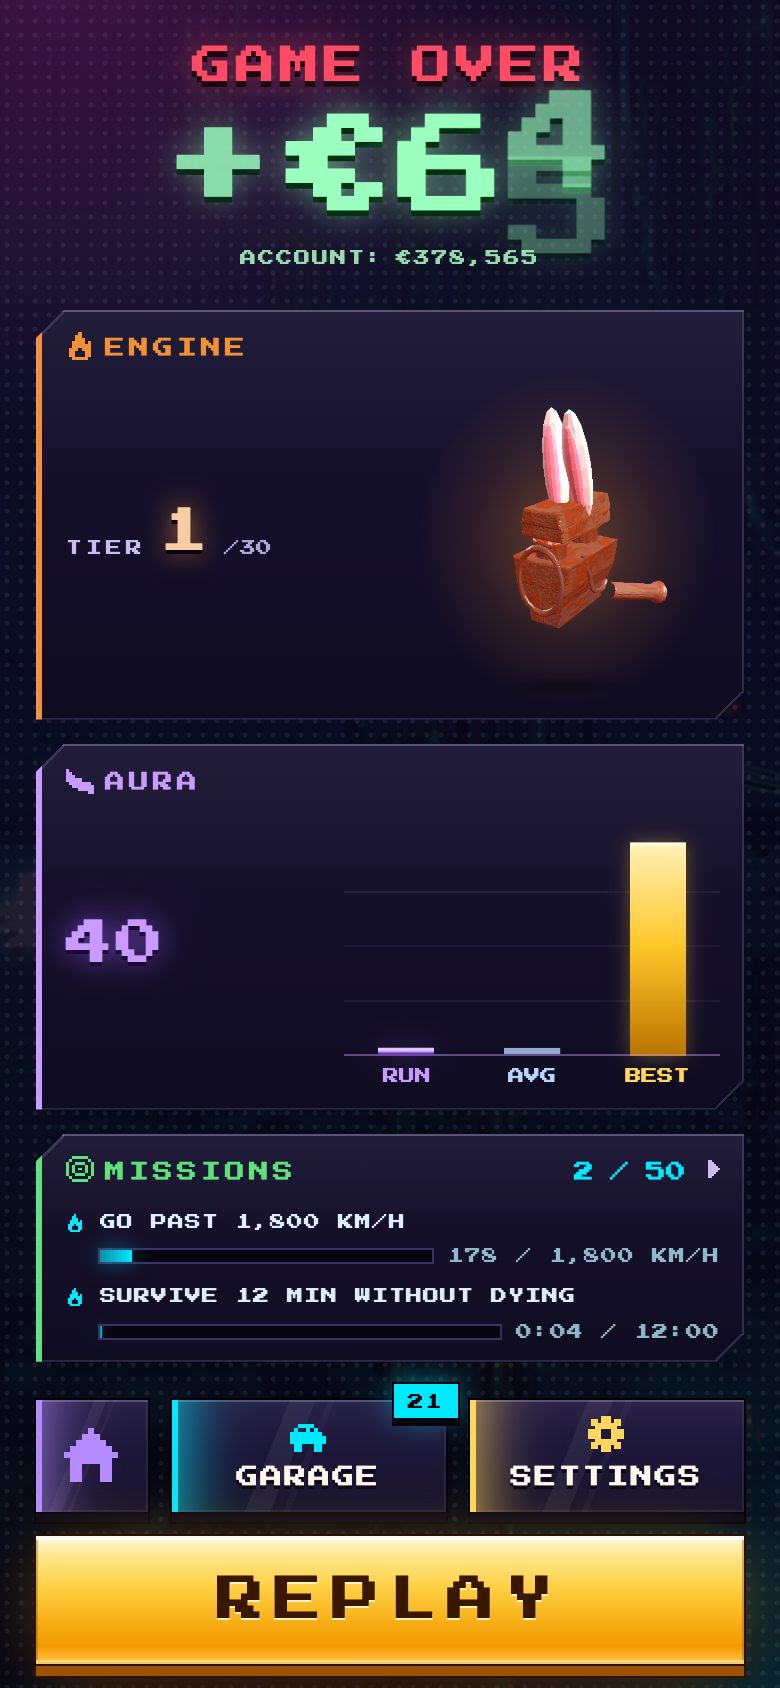 GAME OVER
+€6
ACCOUNT: €378,565
ENGINE
TIER 1 /30
AURA
40
RUN AVG BEST
MISSIONS 2 / 50
GO PAST 1,800 KM/H
178 / 1,800 KM/H
SURVIVE 12 MIN WITHOUT DYING
0:04 / 12:00
21
GARAGE
SETTINGS
REPLAY